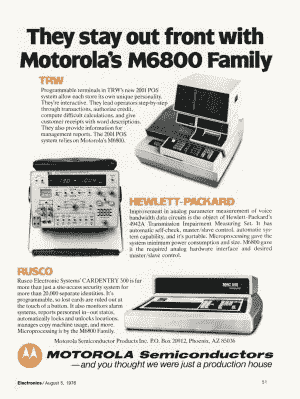 They stay out front with
Motorola's M6800 Family
TRW
Programmable terminals in TRW's new 2001 POS
system allow each store its own unique personality.
They're interactive. They lead operators step-by-step
through transactions, authorize credit,
compute difficult calculations, and give
customer receipts with word descriptions.
They also provide information for
management reports. The 2001 POS
system relies on Motorola's M6800.
HEWLETT-PACKARD
Improvement in analog parameter measurement of voice
bandwidth data circuits is the object of Hewlett-Packard's
4942A Transmission Impairment Measuring Set. It has
automatic self-check, master/slave control, automatic sys-
tem capability, and it's portable. Microprocessing gave the
system minimum power consumption and size. M6800 gave
it the required analog hardware interface and desired
master/slave control.
RUSCO
Rusco Electronic Systems' CARDENTRY 500 is far
more than just a site-access security system for
more than 20,000 separate identities. It's
programmable, so lost cards are ruled out at
the touch of a button. It also monitors alarm
systems, reports personnel in-out status,
automatically locks and unlocks locations,
manages copy machine usage, and more.
Microprocessing is by the M6800 Family.
Motorola Semiconductor Products Inc. P.O. Box 20912, Phoenix, AZ 85036
MOTOROLA Semiconductors
—and you thought we were just a production house
Electronics/August 5, 1976
51